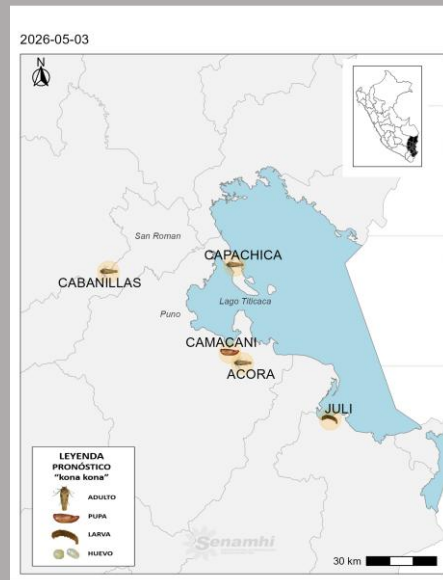 2026-05-03
N
San Roman
CAPACHICA
CABANILLAS
Lago Titicaca
Puno
CAMACANI
ACORA
JULI
LEYENDA
PRONÓSTICO
"kona kona"
ADULTO
PUPA
LARVA
HUEVO
Senamhi
30 km